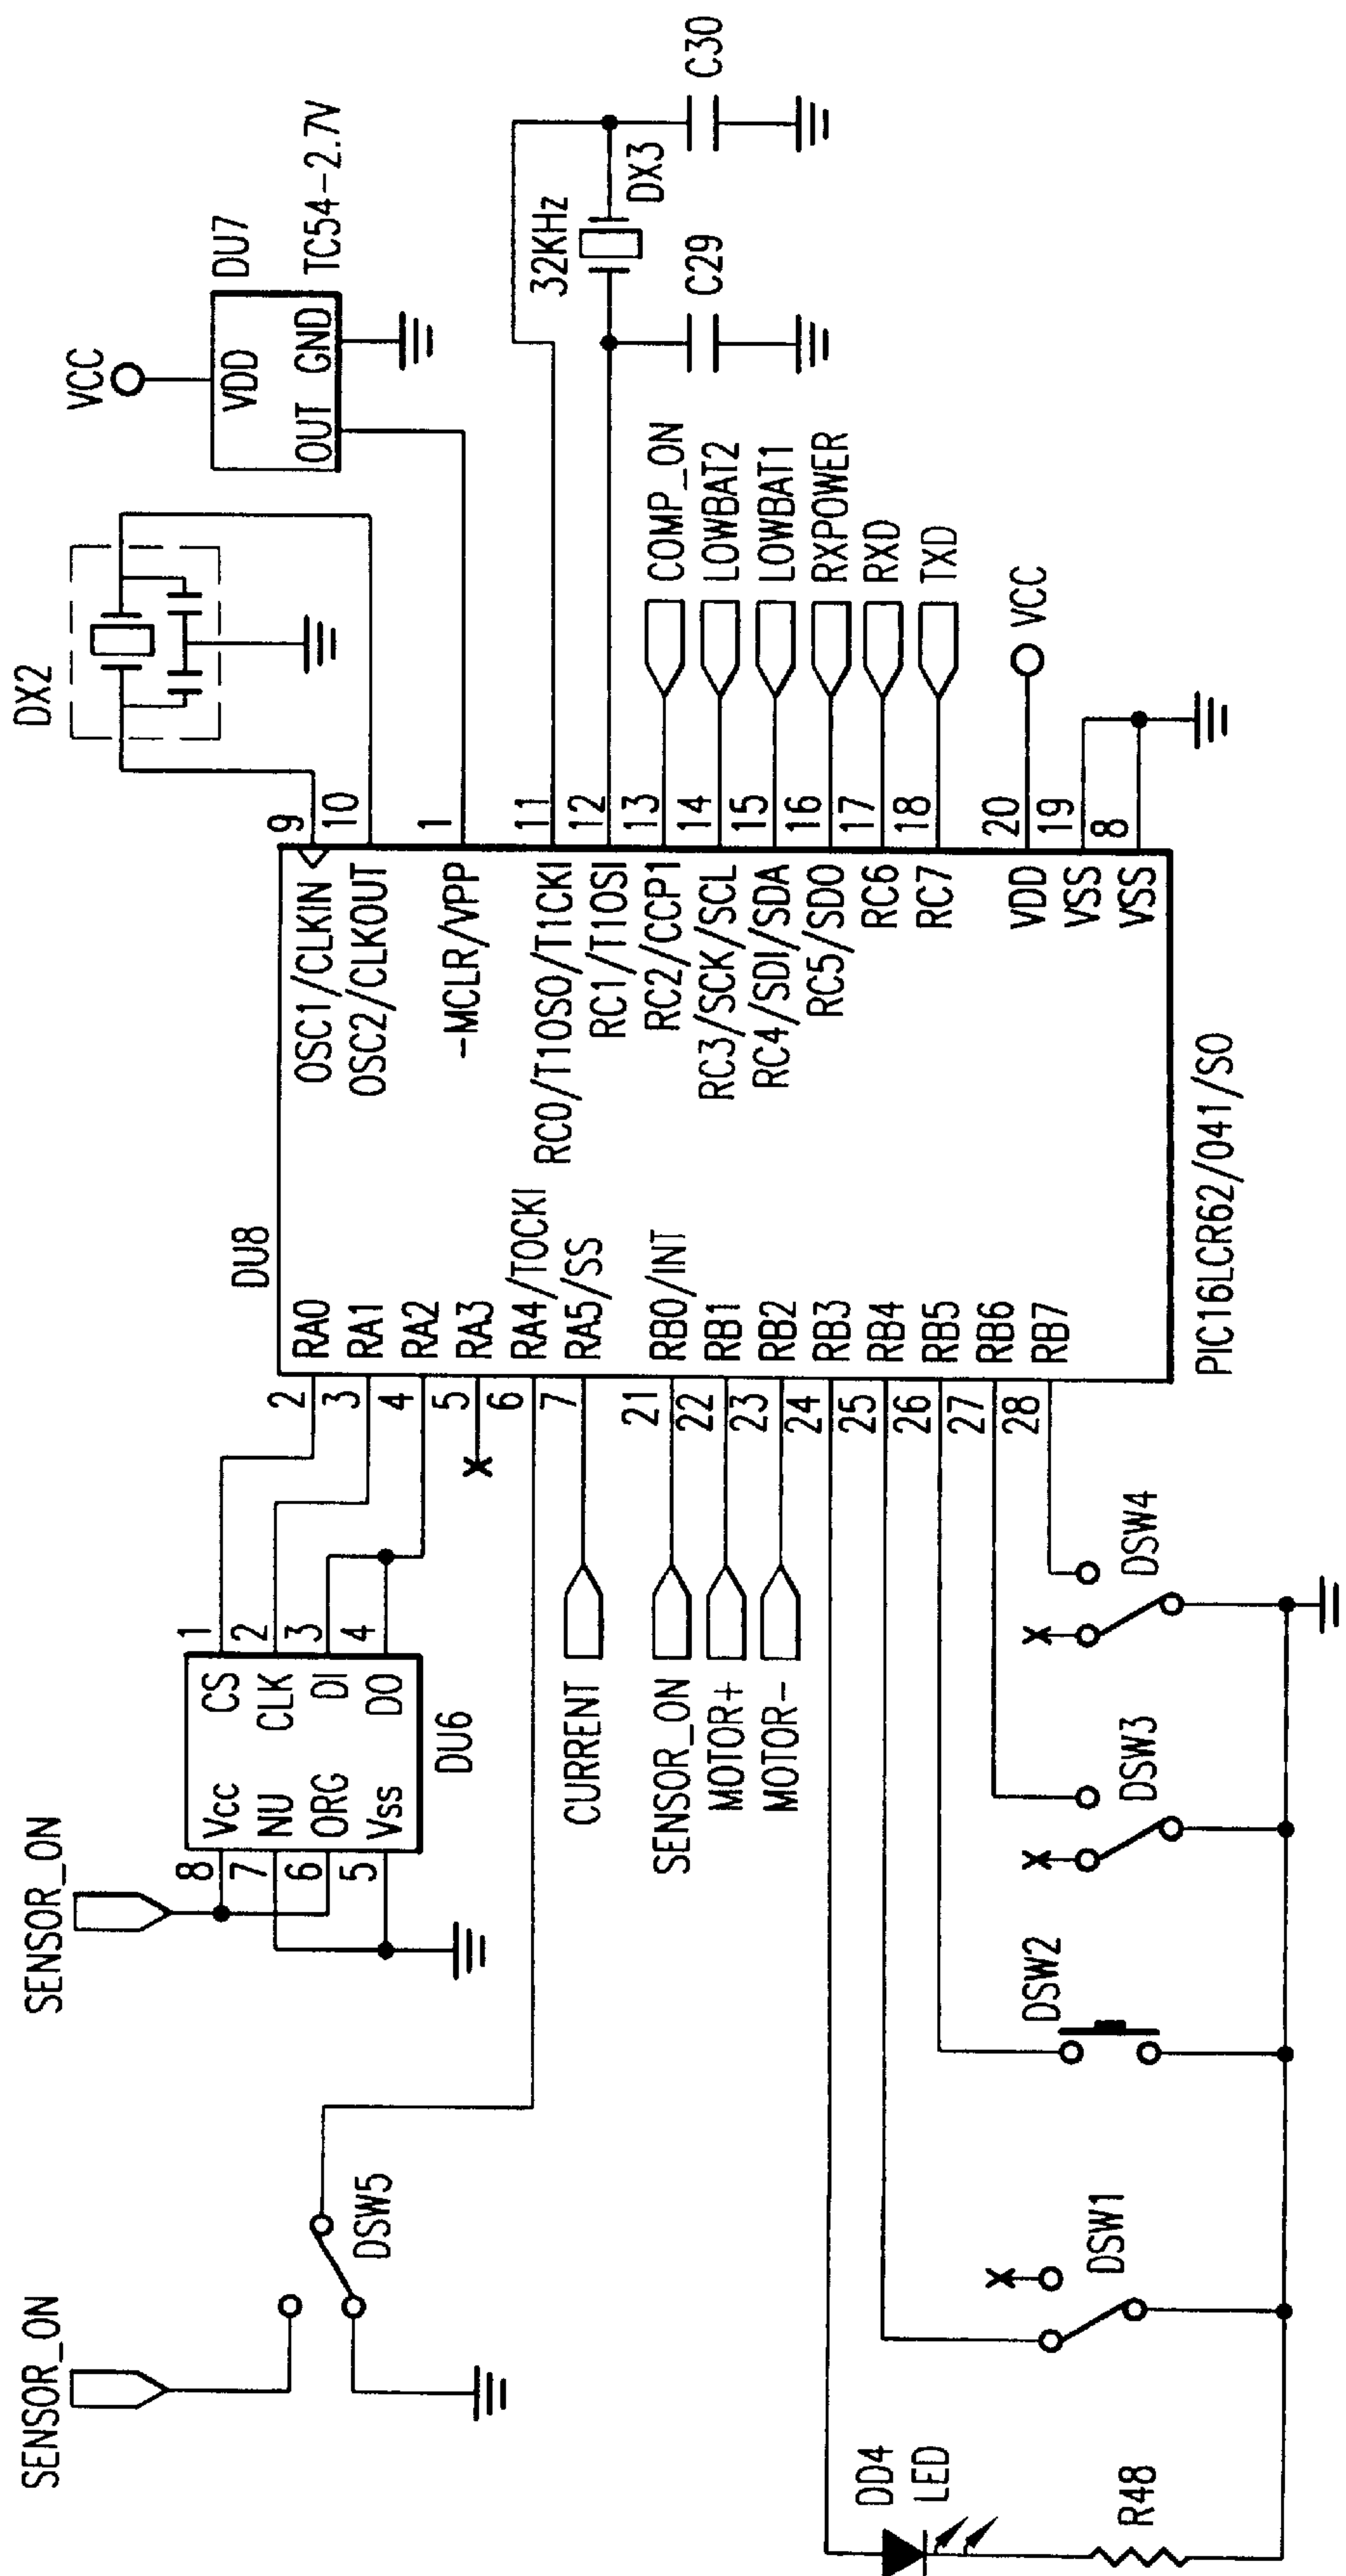 SENSOR_ON
SENSOR_ON
DSW5
8
7
6
5
Vcc
NU
ORG
Vss
CS
CLK
DI
DO
1
2
3
4
DU6
CURRENT
SENSOR_ON
MOTOR+
MOTOR-
DD4
LED
R48
DSW1
DSW2
DSW3
DSW4
2
3
4
5
6
7
21
22
23
24
25
26
27
28
DU8
RA0
RA1
RA2
RA3
RA4/TOCKI
RA5/SS
RB0/INT
RB1
RB2
RB3
RB4
RB5
RB6
RB7
OSC1/CLKIN
OSC2/CLKOUT
-MCLR/VPP
RC0/T1OSO/T1CKI
RC1/T1OSI
RC2/CCP1
RC3/SCK/SCL
RC4/SDI/SDA
RC5/SDO
RC6
RC7
VDD
VSS
VSS
PIC16LCR62/041/SO
9
10
1
11
12
13
14
15
16
17
18
20
19
8
DX2
VCC
DU7
TC54-2.7V
VDD
OUT GND
32KHz
DX3
C29
C30
COMP_ON
LOWBAT2
LOWBAT1
RXPOWER
RXD
TXD
VCC